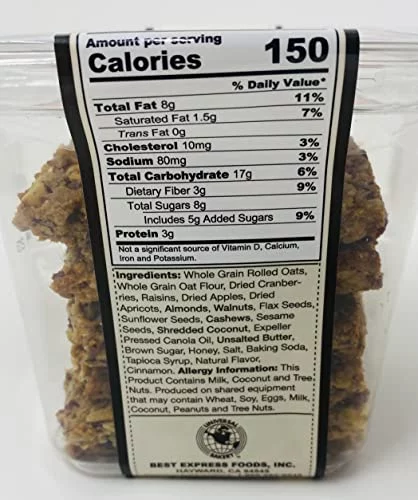 Amount per serving
Calories 150
% Daily Value*
Total Fat 8g 11%
Saturated Fat 1.5g 7%
Trans Fat 0g
Cholesterol 10mg 3%
Sodium 80mg 3%
Total Carbohydrate 17g 6%
Dietary Fiber 3g 9%
Total Sugars 8g
Includes 5g Added Sugars 9%
Protein 3g
Not a significant source of Vitamin D, Calcium,
Iron and Potassium.
Ingredients: Whole Grain Rolled Oats,
Whole Grain Oat Flour, Dried Cranber-
ries, Raisins, Dried Apples, Dried
Apricots, Almonds, Walnuts, Flax Seeds,
Sunflower Seeds, Cashews, Sesame
Seeds, Shredded Coconut, Expeller
Pressed Canola Oil, Unsalted Butter,
Brown Sugar, Honey, Salt, Baking Soda,
Tapioca Syrup, Natural Flavor,
Cinnamon. Allergy Information: This
Product Contains Milk, Coconut and Tree
Nuts. Produced on shared equipment
that may contain Wheat, Soy, Eggs, Milk,
Coconut, Peanuts and Tree Nuts.
UNIVERSAL
BAKERY
BEST EXPRESS FOODS, INC.
HAYWARD, CA 94545